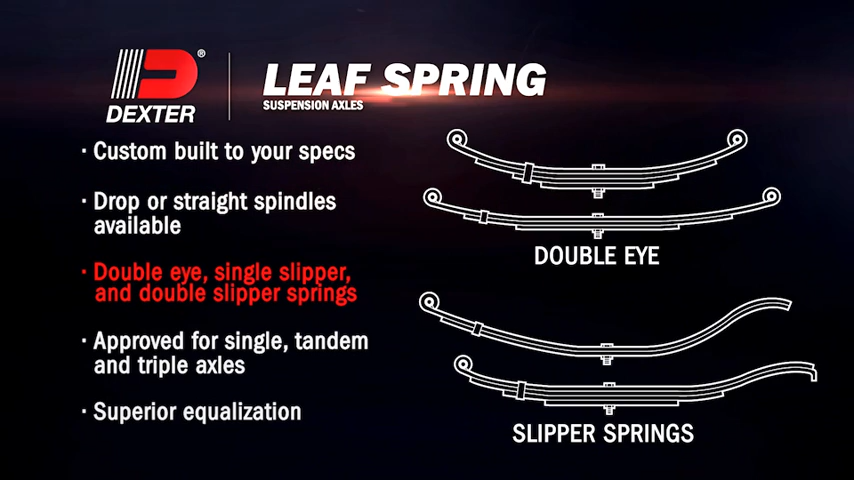 DEXTER®
LEAF SPRING
SUSPENSION AXLES
· Custom built to your specs
· Drop or straight spindles
available
· Double eye, single slipper,
and double slipper springs
· Approved for single, tandem
and triple axles
· Superior equalization
DOUBLE EYE
SLIPPER SPRINGS